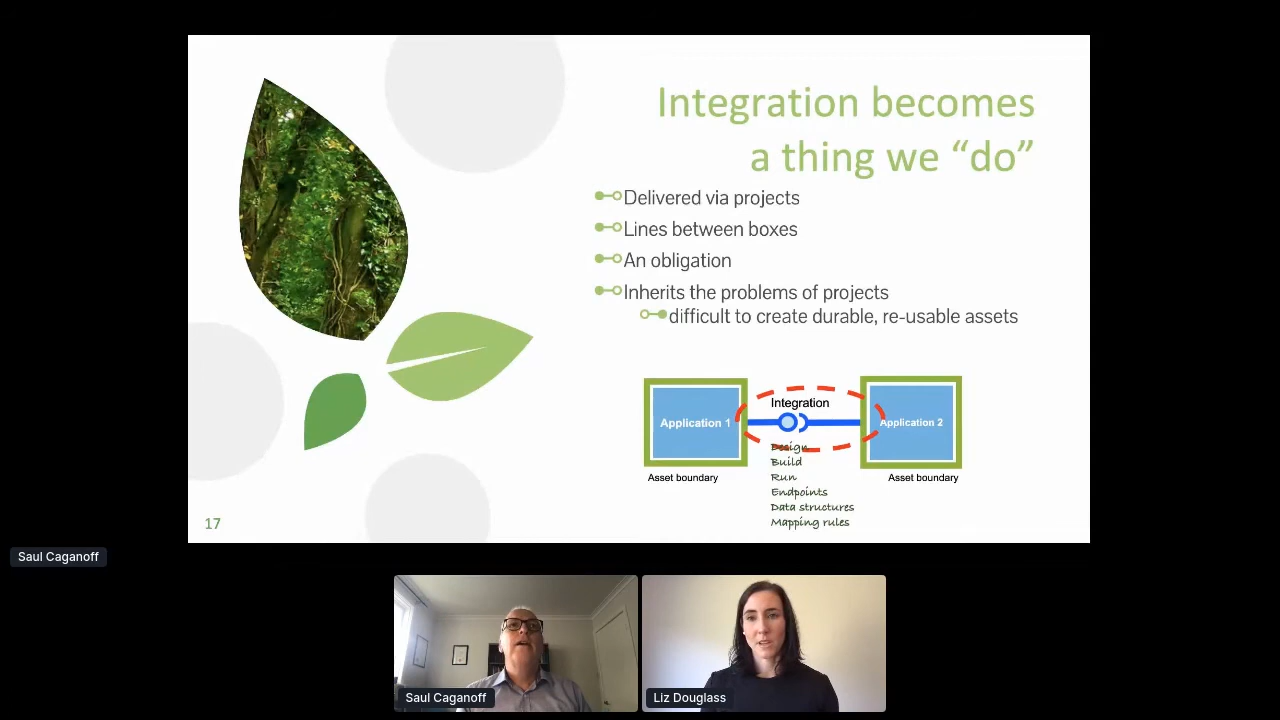 Integration becomes
a thing we “do”
Delivered via projects
Lines between boxes
An obligation
Inherits the problems of projects
difficult to create durable, re-usable assets
Integration
Application 1
Application 2
Design
Build
Asset boundary
Run
Asset boundary
Endpoints
Data structures
Mapping rules
17
Saul Caganoff
Saul Caganoff
Liz Douglass